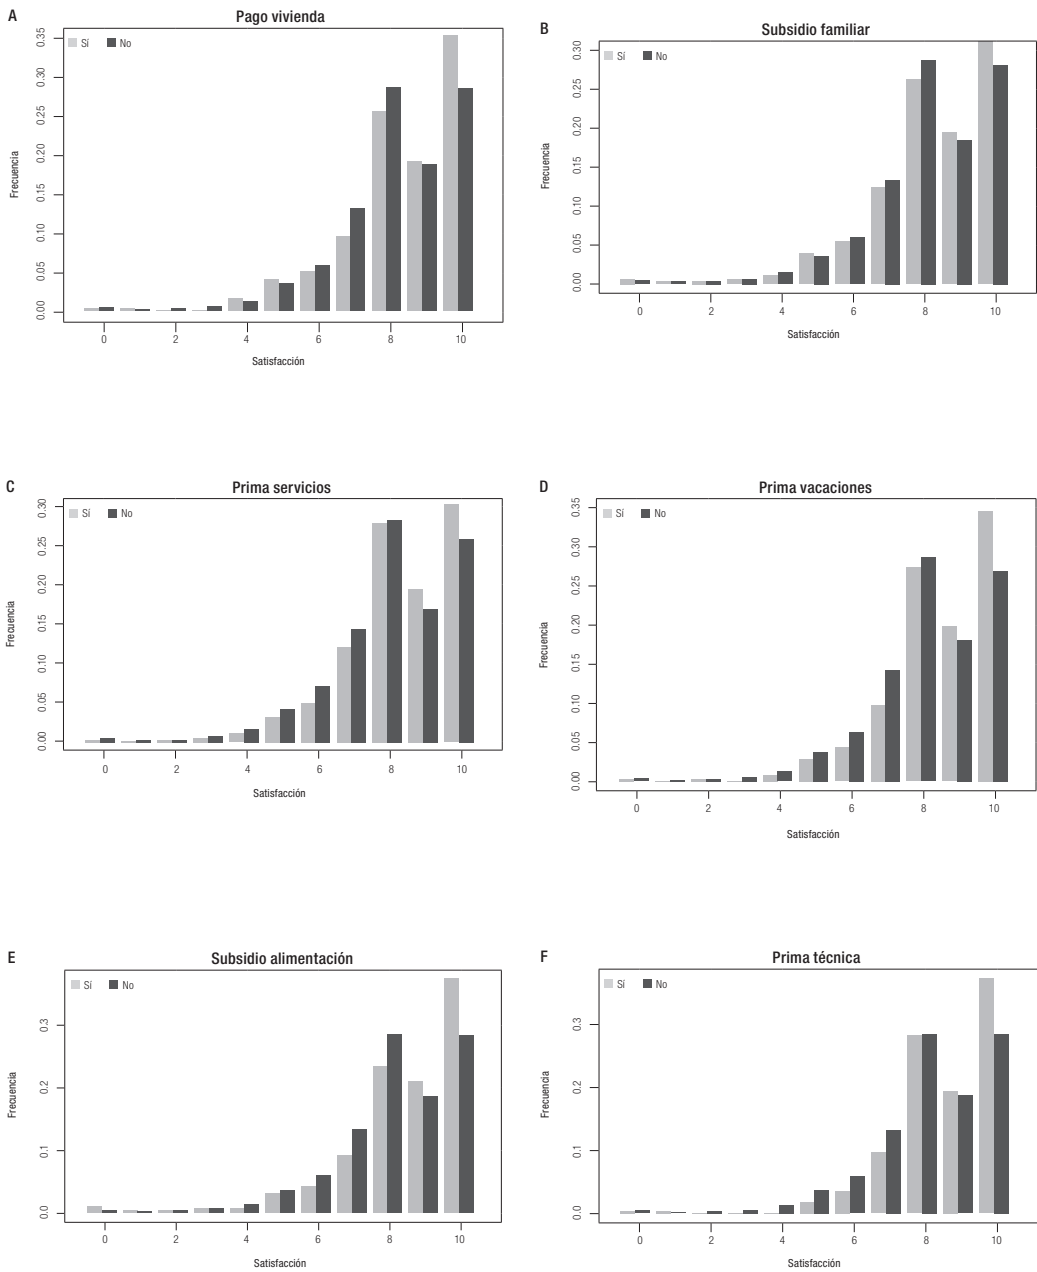 A
Pago vivienda
Sí No
Frecuencia
0.35
0.30
0.25
0.20
0.15
0.10
0.05
0.00
0 2 4 6 8 10
Satisfacción
B
Subsidio familiar
Sí No
Frecuencia
0.30
0.25
0.20
0.15
0.10
0.05
0.00
0 2 4 6 8 10
Satisfacción
C
Prima servicios
Sí No
Frecuencia
0.30
0.25
0.20
0.15
0.10
0.05
0.00
0 2 4 6 8 10
Satisfacción
D
Prima vacaciones
Sí No
Frecuencia
0.35
0.30
0.25
0.20
0.15
0.10
0.05
0.00
0 2 4 6 8 10
Satisfacción
E
Subsidio alimentación
Sí No
Frecuencia
0.3
0.2
0.1
0.0
0 2 4 6 8 10
Satisfacción
F
Prima técnica
Sí No
Frecuencia
0.3
0.2
0.1
0.0
0 2 4 6 8 10
Satisfacción